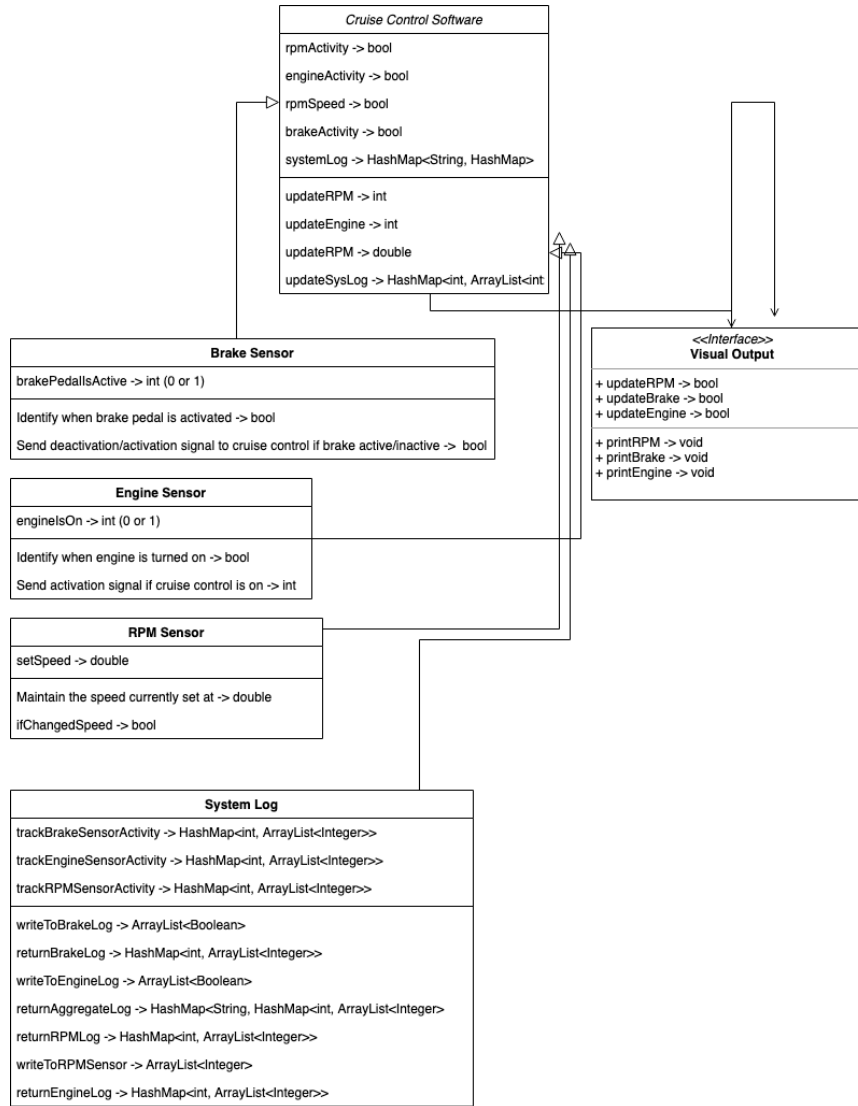 Cruise Control Software
rpmActivity -> bool
engineActivity -> bool
rpmSpeed -> bool
brakeActivity -> bool
systemLog -> HashMap<String, HashMap>
updateRPM -> int
updateEngine -> int
updateRPM -> double
updateSysLog -> HashMap<int, ArrayList<int
<<Interface>>
Visual Output
+ updateRPM -> bool
+ updateBrake -> bool
+ updateEngine -> bool
+ printRPM -> void
+ printBrake -> void
+ printEngine -> void
Brake Sensor
brakePedalIsActive -> int (0 or 1)
Identify when brake pedal is activated -> bool
Send deactivation/activation signal to cruise control if brake active/inactive -> bool
Engine Sensor
engineIsOn -> int (0 or 1)
Identify when engine is turned on -> bool
Send activation signal if cruise control is on -> int
RPM Sensor
setSpeed -> double
Maintain the speed currently set at -> double
ifChangedSpeed -> bool
System Log
trackBrakeSensorActivity -> HashMap<int, ArrayList<Integer>>
trackEngineSensorActivity -> HashMap<int, ArrayList<Integer>>
trackRPMSensorActivity -> HashMap<int, ArrayList<Integer>>
writeToBrakeLog -> ArrayList<Boolean>
returnBrakeLog -> HashMap<int, ArrayList<Integer>>
writeToEngineLog -> ArrayList<Boolean>
returnAggregateLog -> HashMap<String, HashMap<int, ArrayList<Integer>
returnRPMLog -> HashMap<int, ArrayList<Integer>>
writeToRPMSensor -> ArrayList<Integer>
returnEngineLog -> HashMap<int, ArrayList<Integer>>